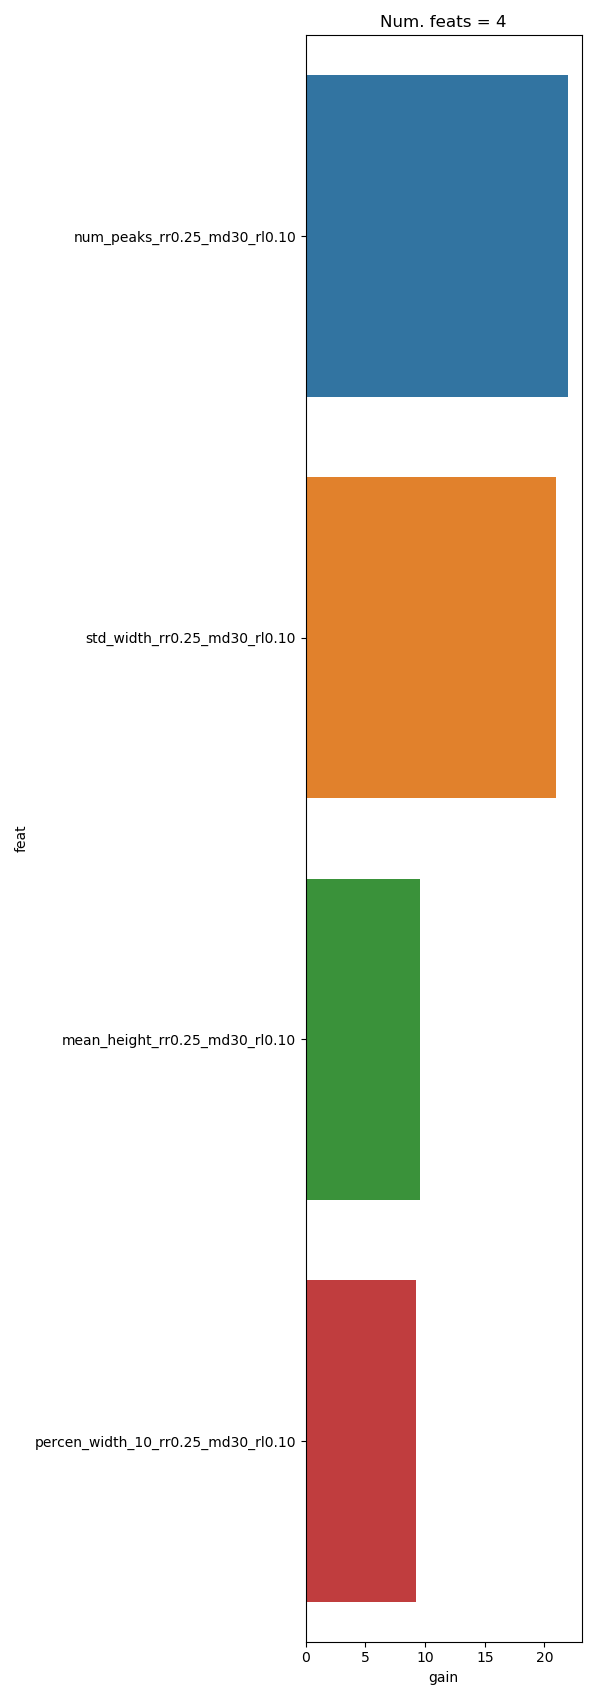 Num. feats = 4
num_peaks_rr0.25_md30_rl0.10
std_width_rr0.25_md30_rl0.10
feat
mean_height_rr0.25_md30_rl0.10
percen_width_10_rr0.25_md30_rl0.10
0 5 10 15 20
gain